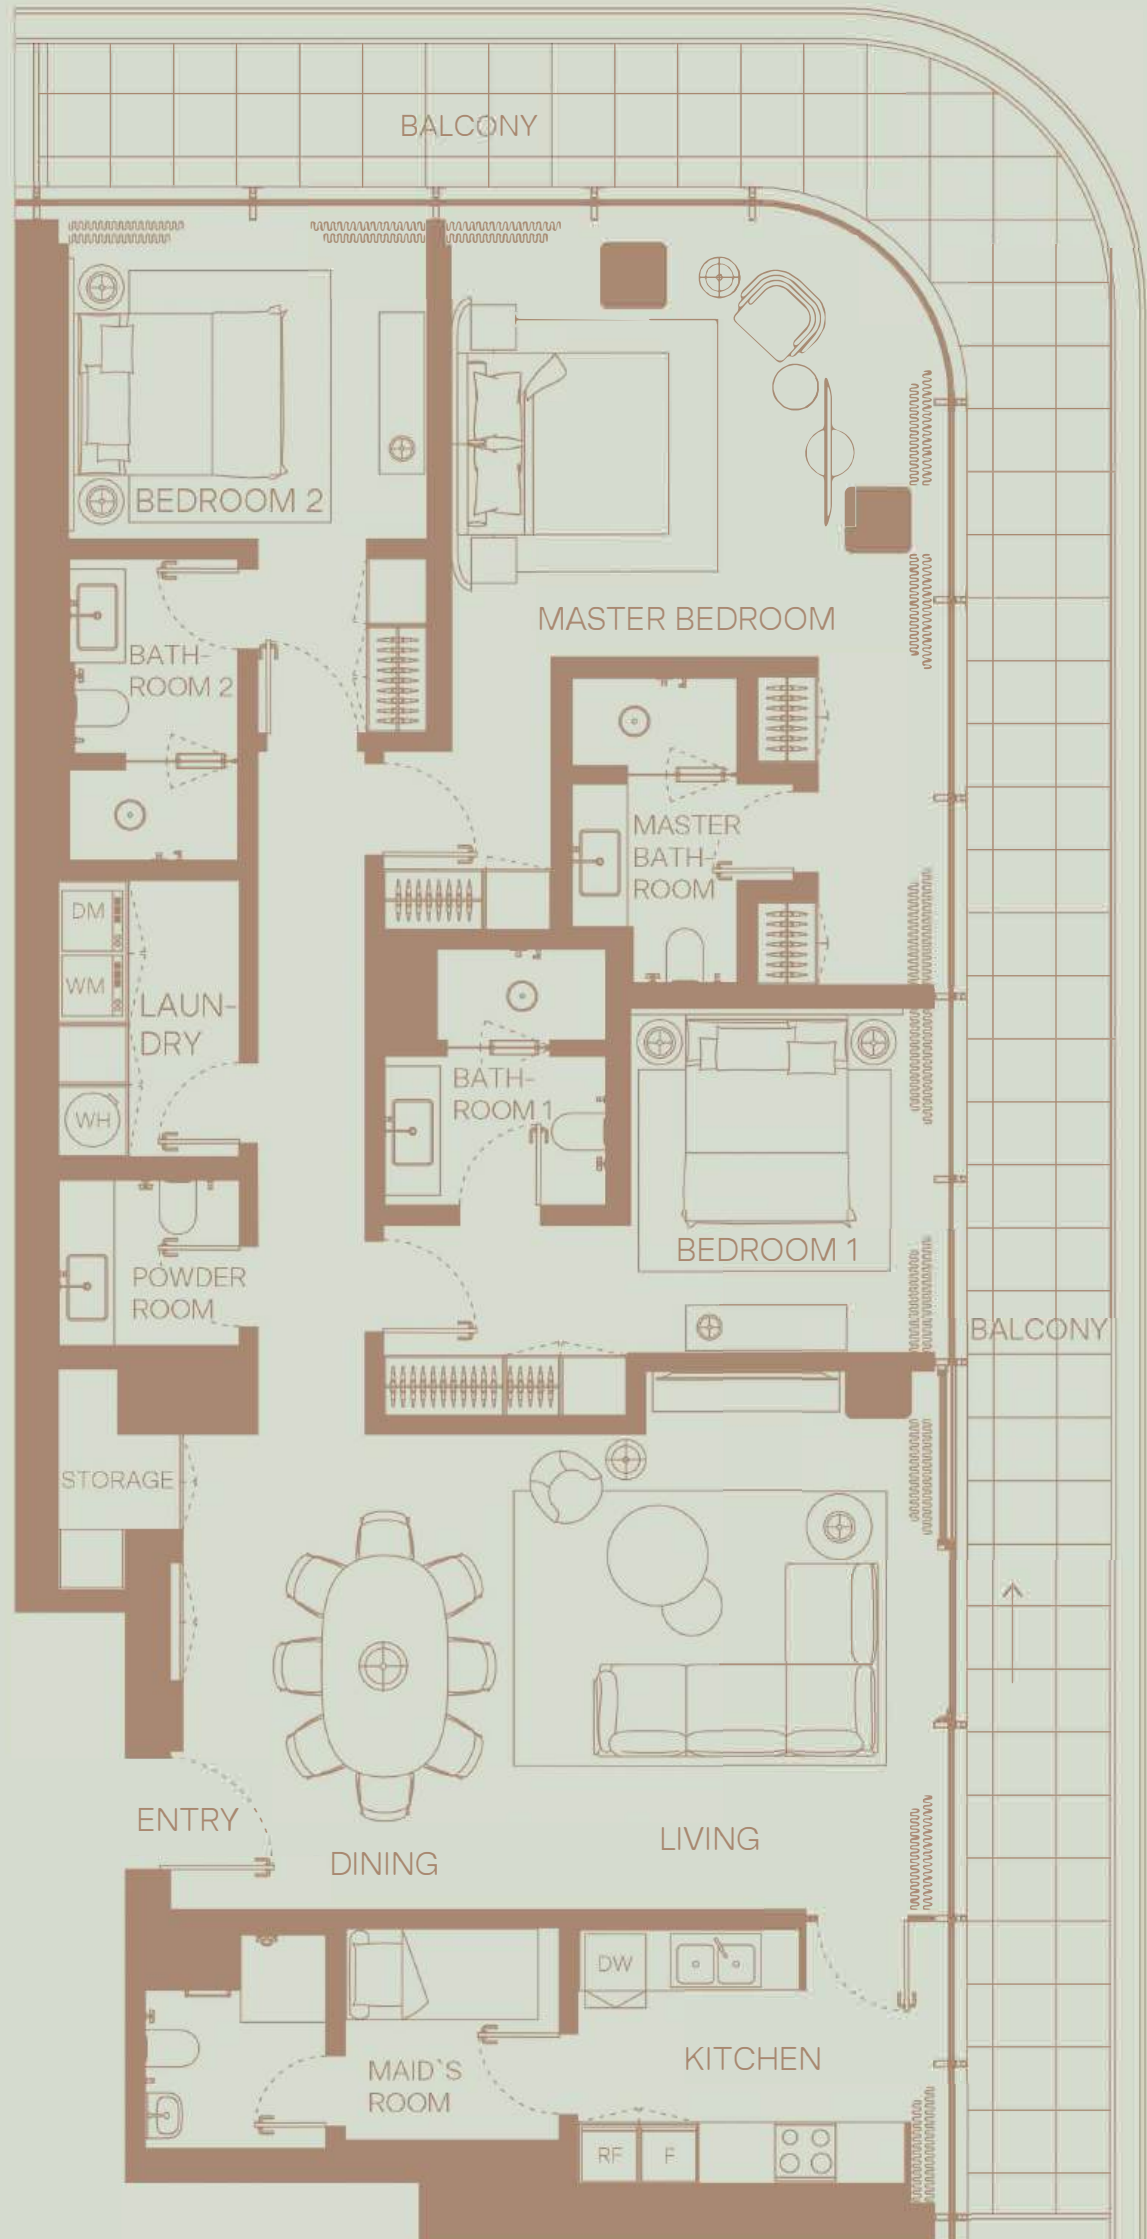 BALCONY
BEDROOM 2
MASTER BEDROOM
BATH-
ROOM 2
MASTER
BATH-
ROOM
DM
WM
LAUN-
DRY
WH
BATH-
ROOM 1
BEDROOM 1
POWDER
ROOM
BALCONY
STORAGE
ENTRY
DINING
LIVING
DW
KITCHEN
MAID`S
ROOM
RF
F